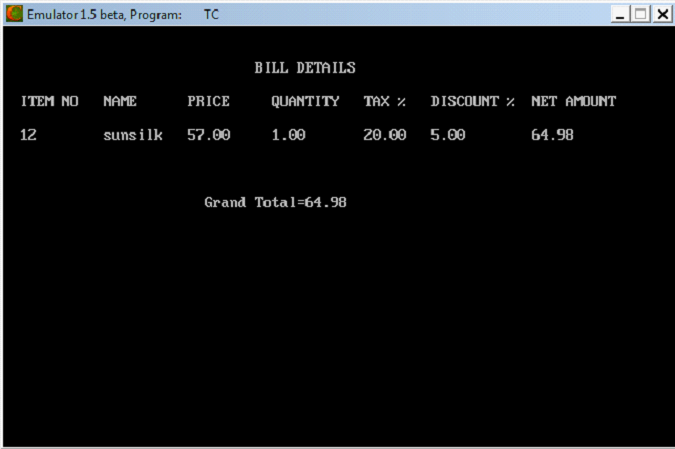 Emulator 1.5 beta, Program: TC
BILL DETAILS
ITEM NO NAME PRICE QUANTITY TAX % DISCOUNT % NET AMOUNT
12 sunsilk 57.00 1.00 20.00 5.00 64.98
Grand Total=64.98